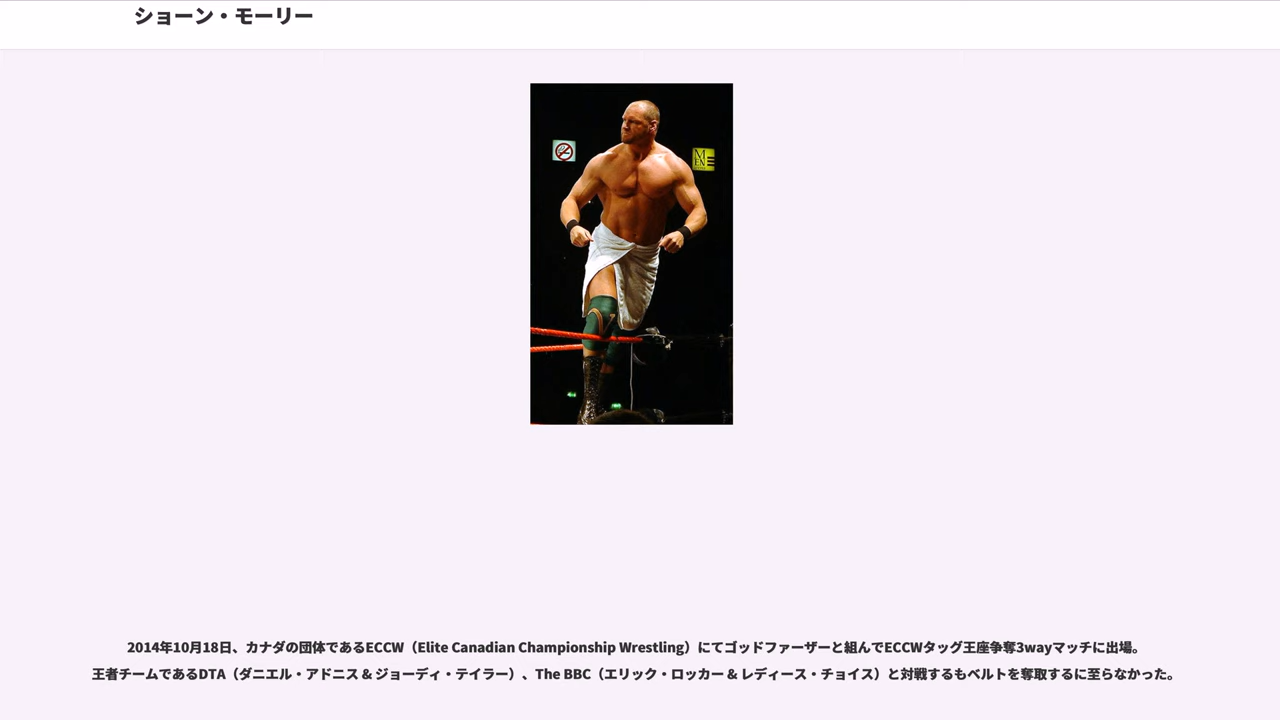 ショーン・モーリー
2014年10月18日、カナダの団体であるECCW（Elite Canadian Championship Wrestling）にてゴッドファーザーと組んでECCWタッグ王座争奪3wayマッチに出場。
王者チームであるDTA（ダニエル・アドニス & ジョーディ・テイラー）、The BBC（エリック・ロッカー & レディース・チョイス）と対戦するもベルトを奪取するに至らなかった。